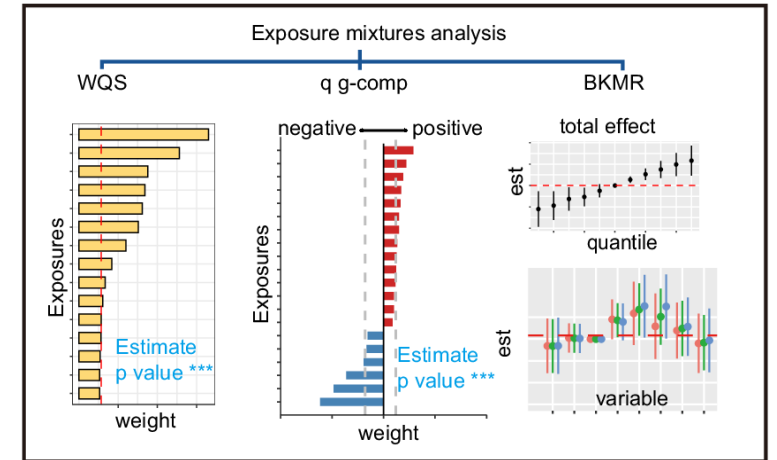 Exposure mixtures analysis
WQS
q g-comp
BKMR
Exposures
Estimate
p value ***
weight
negative
positive
Exposures
Estimate
p value ***
weight
total effect
est
quantile
est
variable